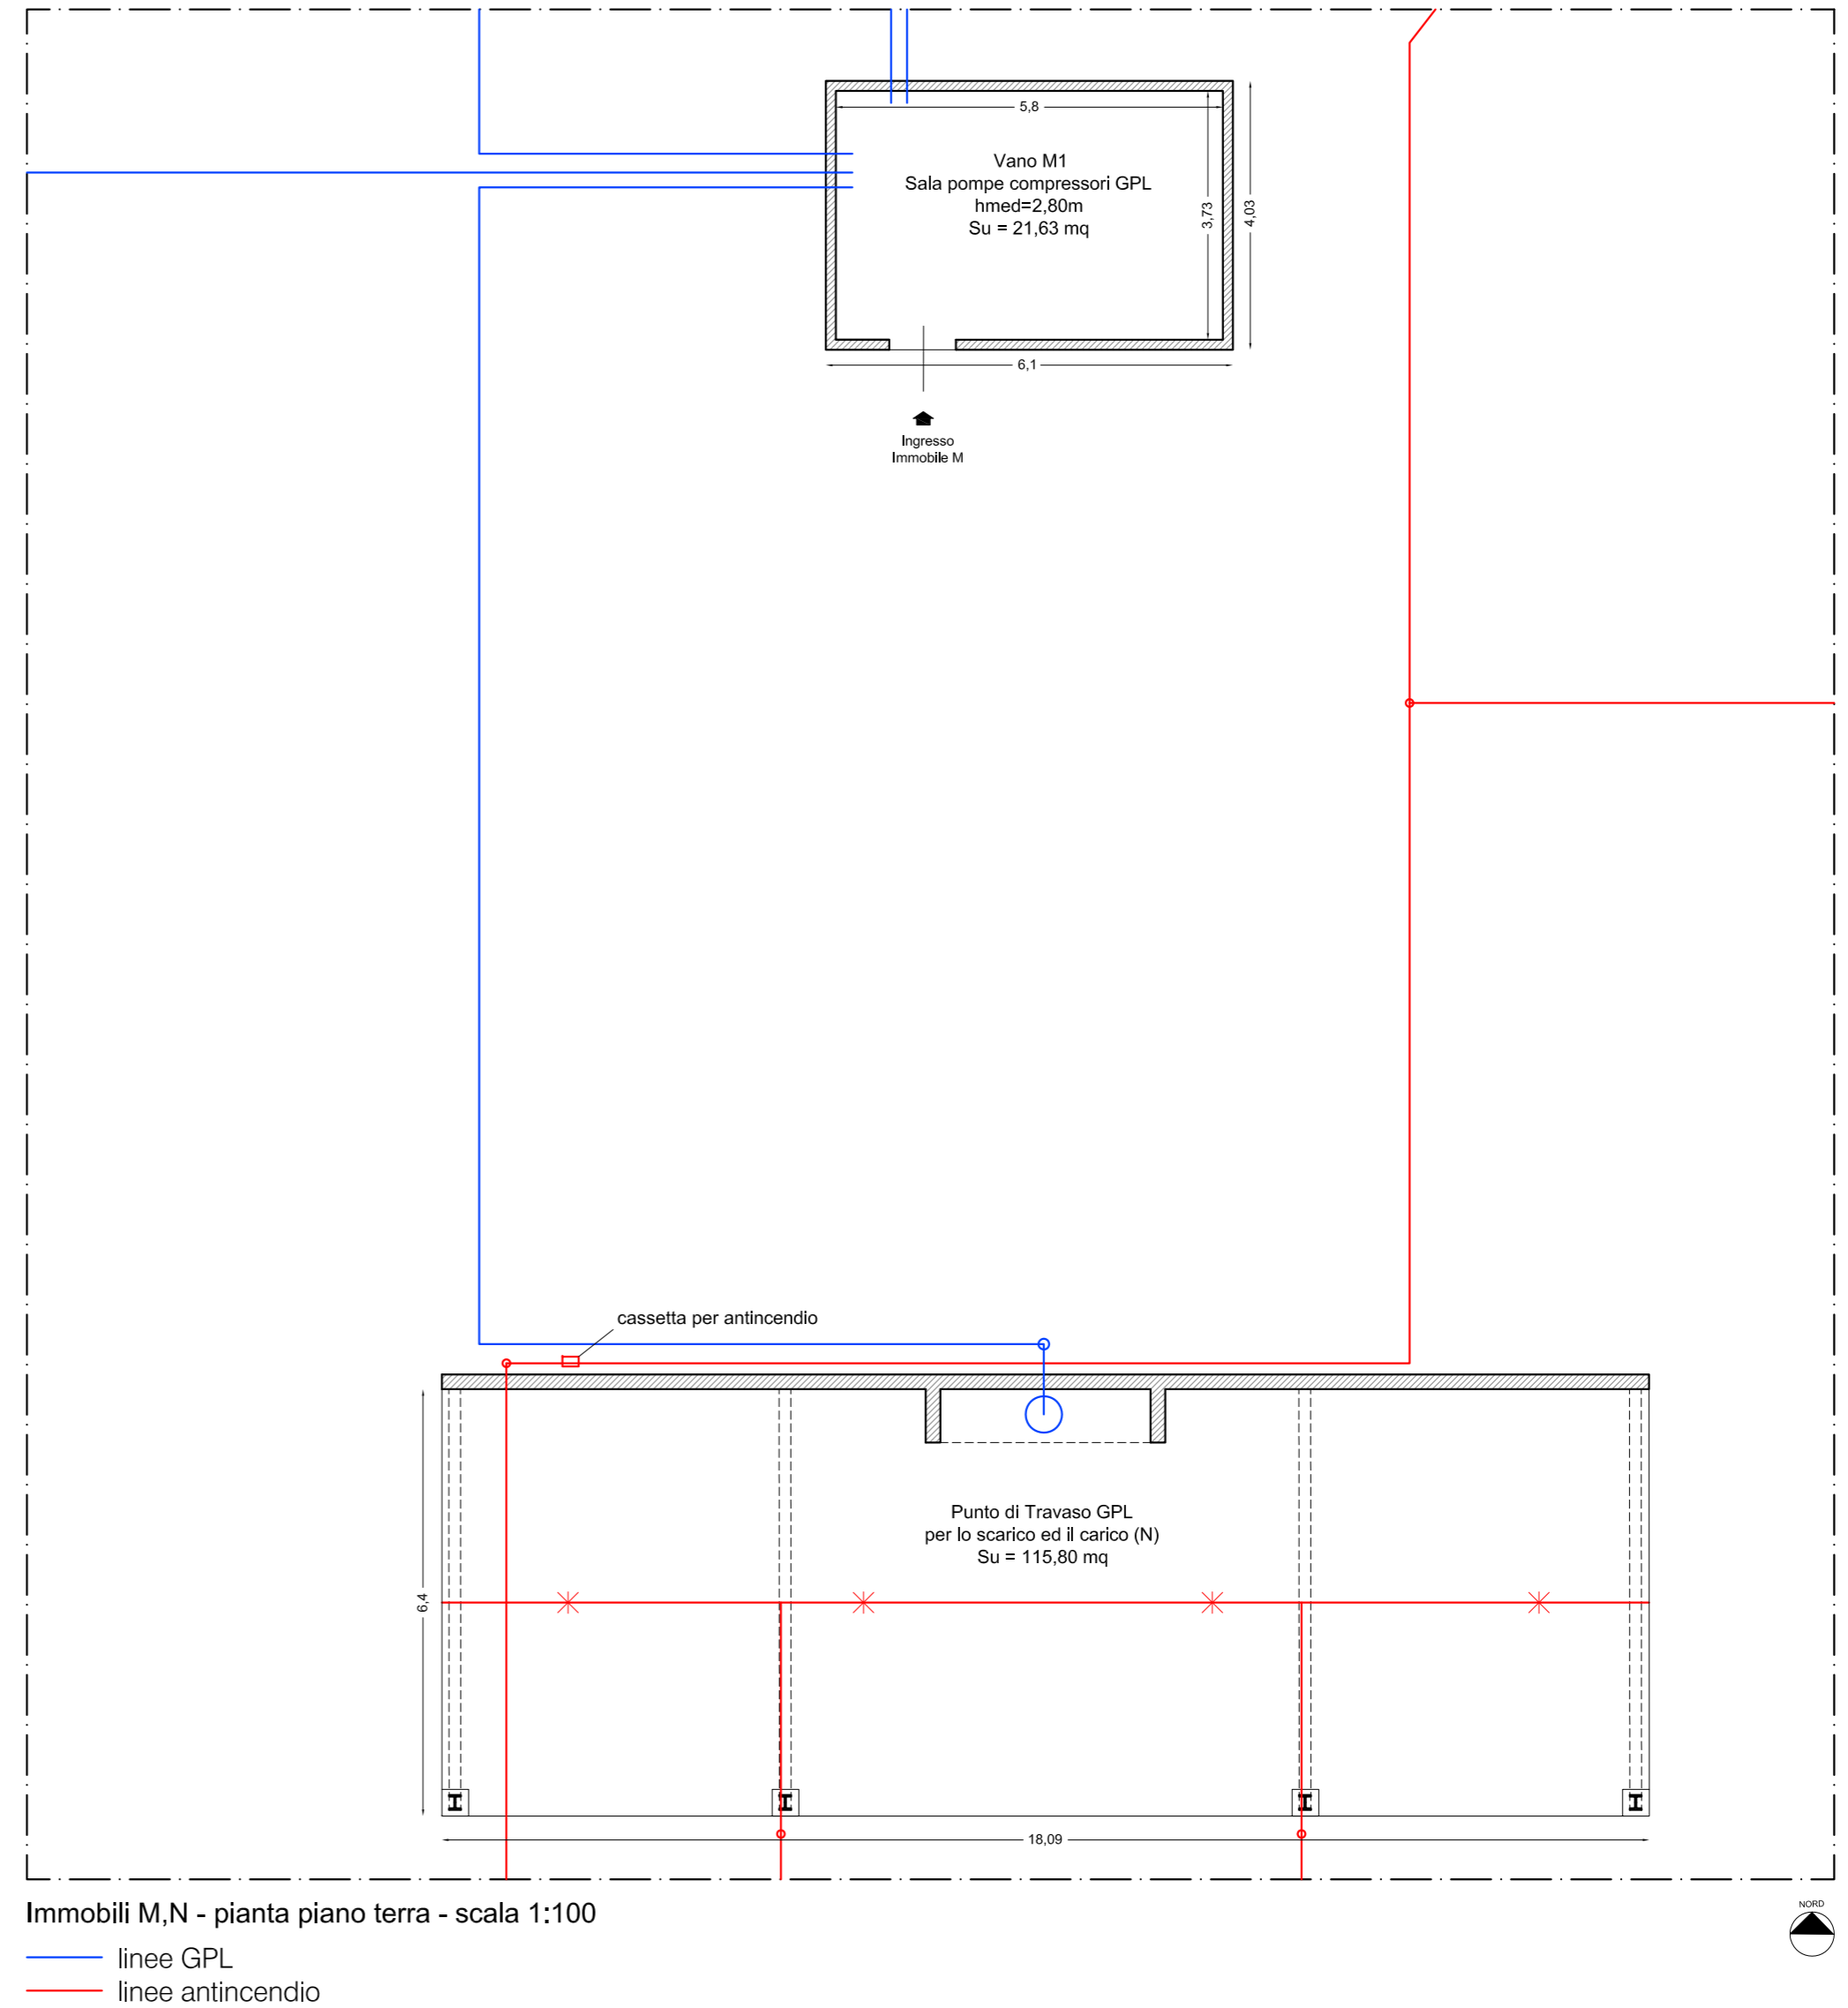 5,8
Vano M1
Sala pompe compressori GPL
hmed=2,80m
Su = 21,63 mq
3,73
4,03
6,1
Ingresso
Immobile M
cassetta per antincendio
Punto di Travaso GPL
per lo scarico ed il carico (N)
Su = 115,80 mq
6,4
18,09
Immobili M,N - pianta piano terra - scala 1:100
NORD
linee GPL
linee antincendio